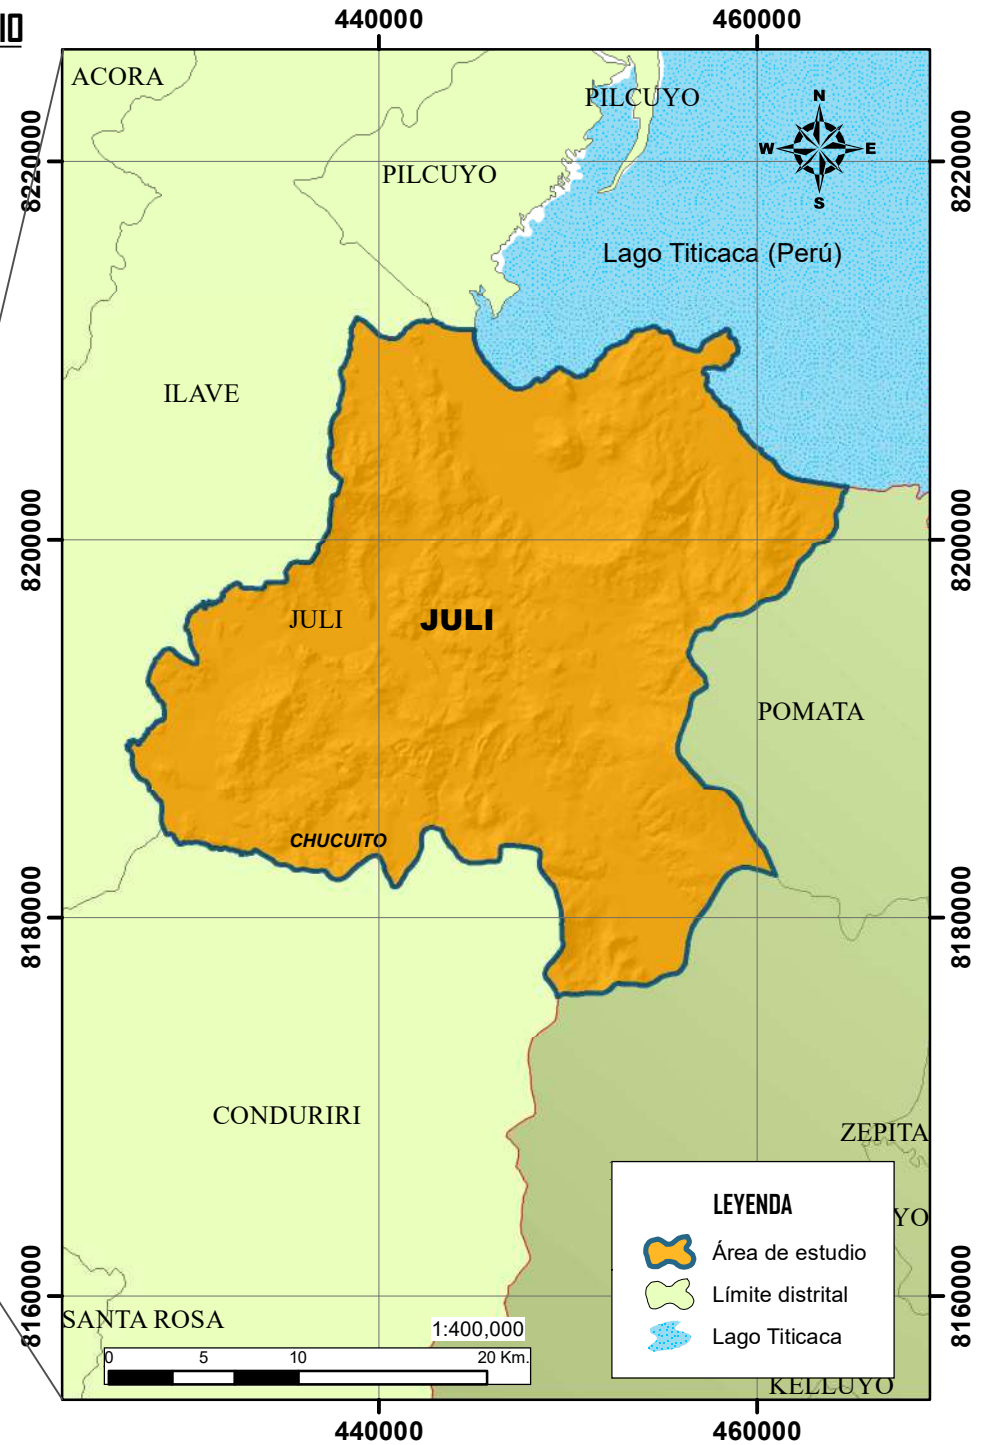 IO
440000
460000
ACORA
PILCUYO
N
W
E
S
8220000
8220000
PILCUYO
Lago Titicaca (Perú)
ILAVE
8200000
8200000
JULI
JULI
POMATA
CHUCUITO
8180000
8180000
CONDURIRI
ZEPITA
LEYENDA
YO
Área de estudio
8160000
8160000
Límite distrital
SANTA ROSA
1:400,000
Lago Titicaca
0
5
10
20 Km.
KELLUYO
440000
460000